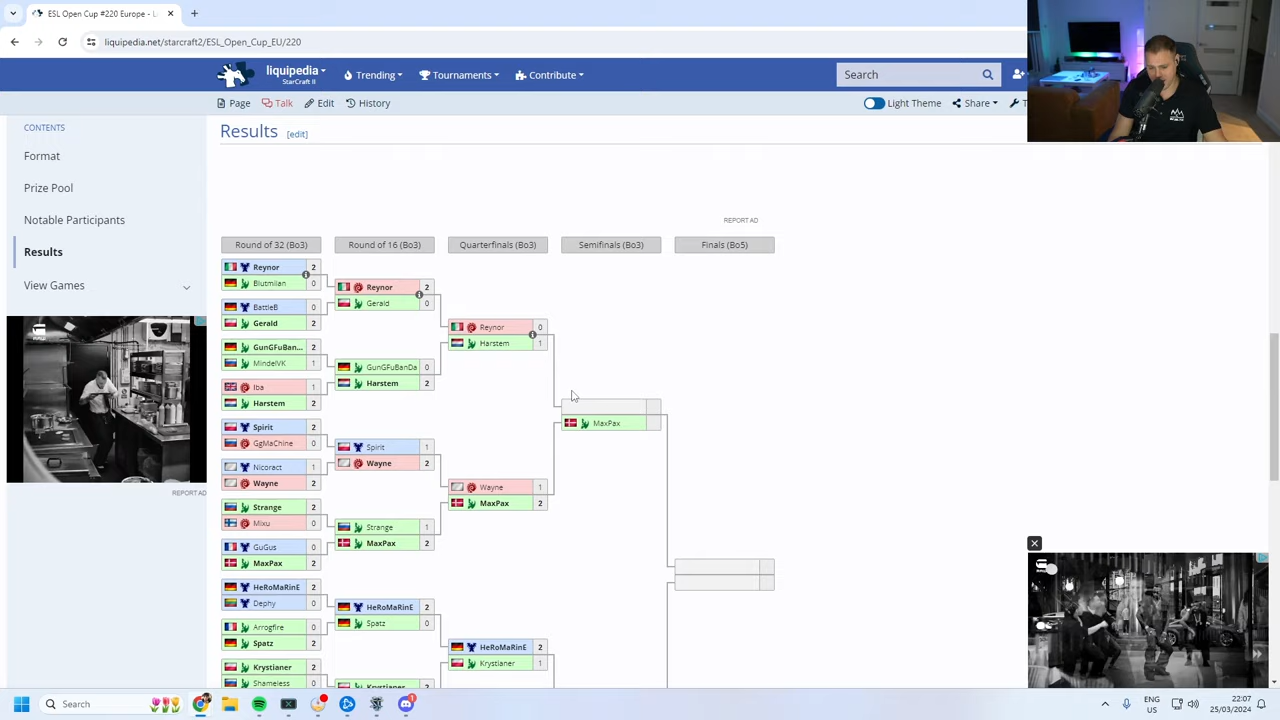 ESL Open Cup #220 Europe - L
liquipedia.net/starcraft2/ESL_Open_Cup_EU/220
liquipedia
StarCraft II
Trending
Tournaments
Contribute
Search
Page
Talk
Edit
History
Light Theme
Share
CONTENTS
Format
Prize Pool
Notable Participants
Results
View Games
REPORT AD
Results [edit]
REPORT AD
Round of 32 (Bo3)
Round of 16 (Bo3)
Quarterfinals (Bo3)
Semifinals (Bo3)
Finals (Bo5)
Reynor 2
Blutmilan 0
BattleB 0
Gerald 2
GunGFuBan... 2
MindelVK 1
Iba 1
Harstem 2
Spirit 2
GgMaChine 0
Nicoract 1
Wayne 2
Strange 2
Mixu 0
GuGus 0
MaxPax 2
HeRoMaRinE 2
Dephy 0
Arrogfire 0
Spatz 2
Krystianer 2
Shameless 0
Reynor 2
Gerald 0
GunGFuBanDa 0
Harstem 2
Spirit 1
Wayne 2
Strange 1
MaxPax 2
HeRoMaRinE 2
Spatz 0
Krystianer 2
Reynor 0
Harstem 1
Wayne 1
MaxPax 2
HeRoMaRinE 2
Krystianer 1
MaxPax
Search
1
ENG
US
22:07
25/03/2024